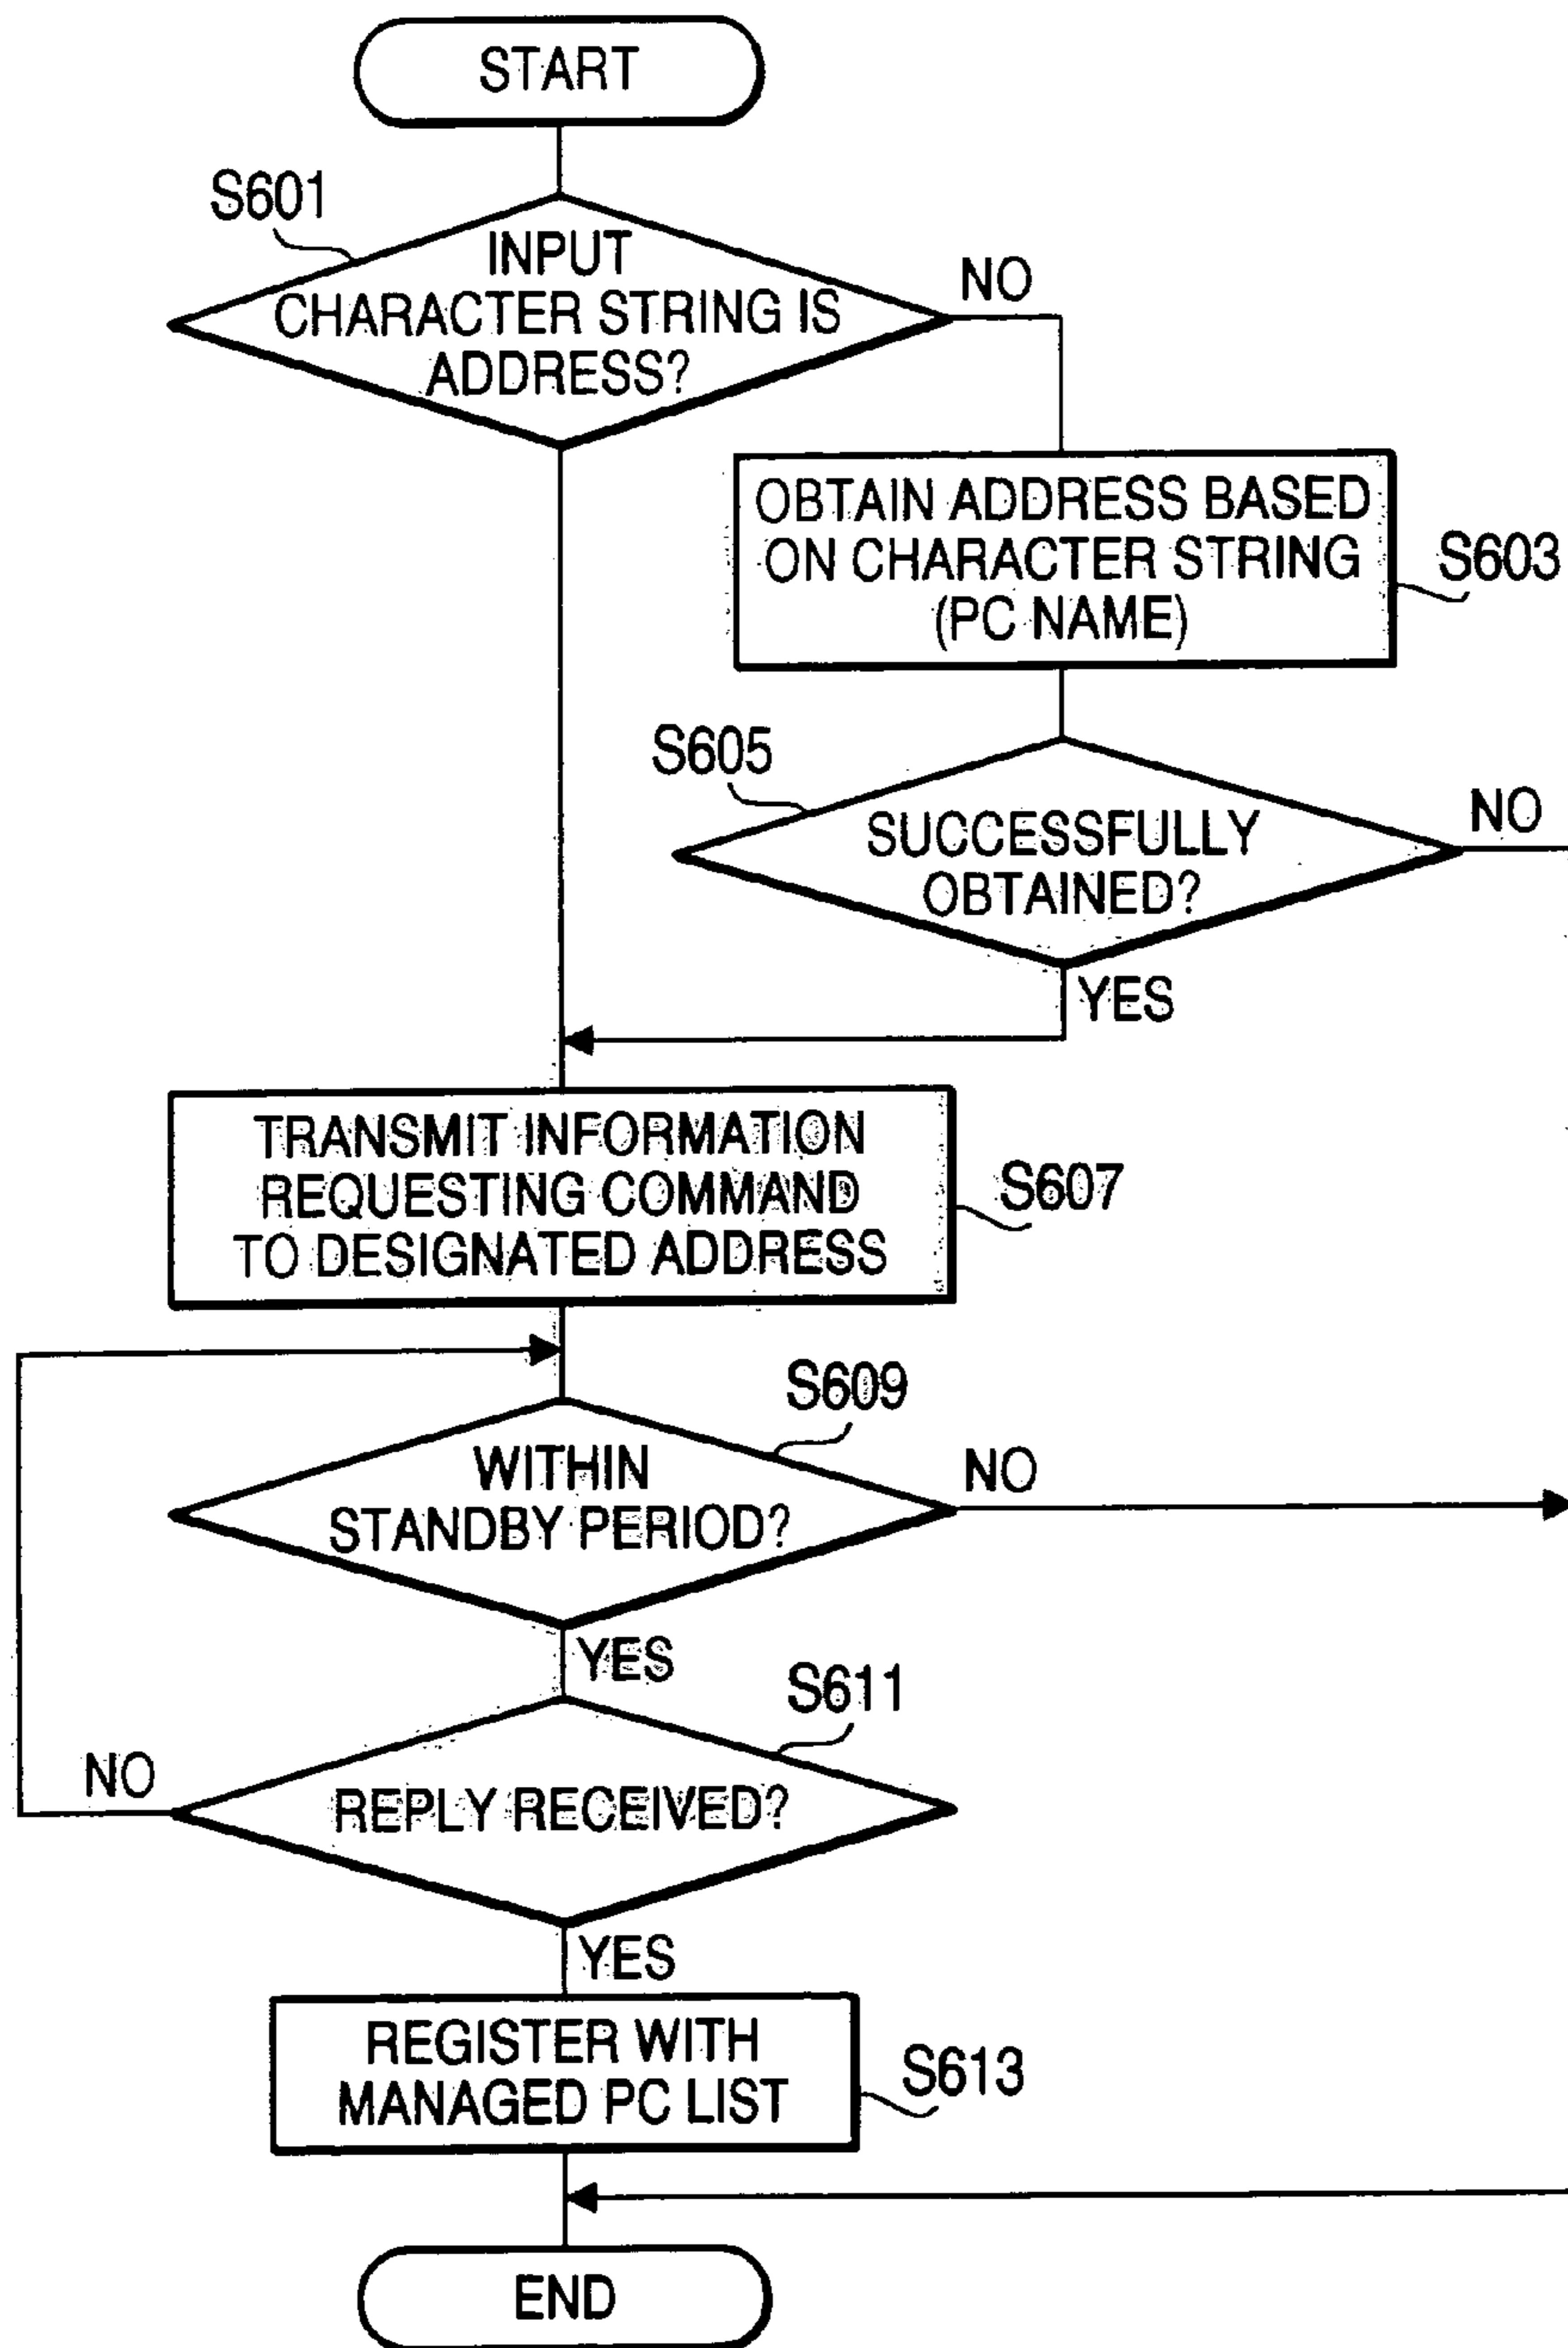 START
S601
INPUT
CHARACTER STRING IS
ADDRESS?
NO
OBTAIN ADDRESS BASED
ON CHARACTER STRING
(PC NAME)
S603
S605
SUCCESSFULLY
OBTAINED?
NO
YES
TRANSMIT INFORMATION
REQUESTING COMMAND
TO DESIGNATED ADDRESS
S607
S609
WITHIN
STANDBY PERIOD?
NO
YES
S611
REPLY RECEIVED?
NO
YES
REGISTER WITH
MANAGED PC LIST
S613
END